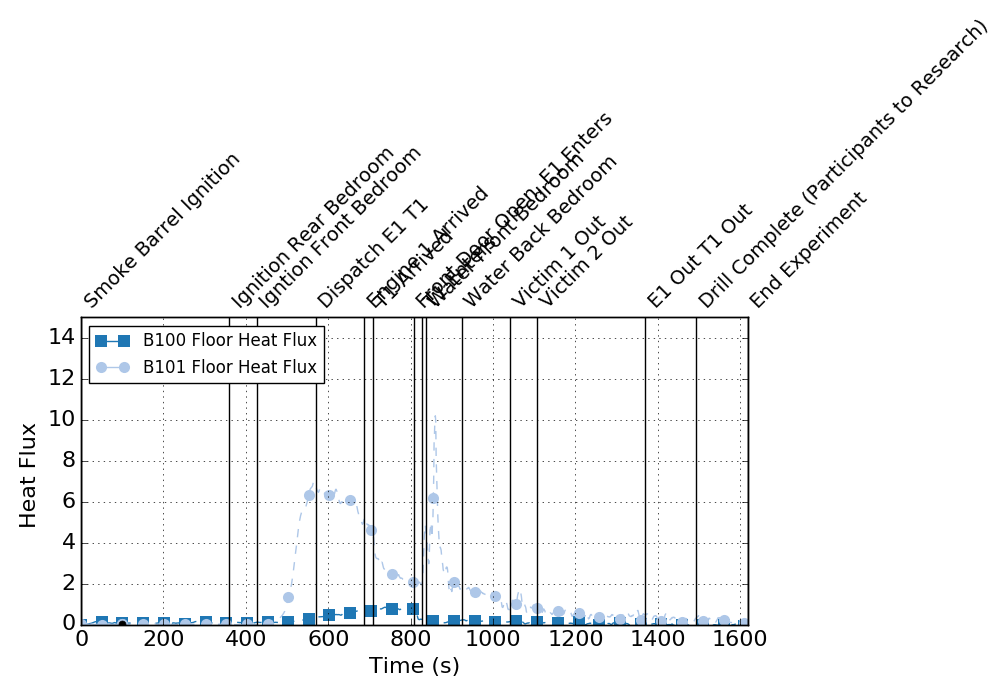 Smoke Barrel Ignition
Ignition Rear Bedroom
Igntion Front Bedroom
Dispatch E1 T1
Engine 1 Arrived
T1 Arrived
Front Door Open, E1 Enters
Water Front Bedroom
Water Back Bedroom
Victim 1 Out
Victim 2 Out
E1 Out T1 Out
Drill Complete (Participants to Research)
End Experiment
B100 Floor Heat Flux
B101 Floor Heat Flux
Heat Flux
14
12
10
8
6
4
2
0
0 200 400 600 800 1000 1200 1400 1600
Time (s)